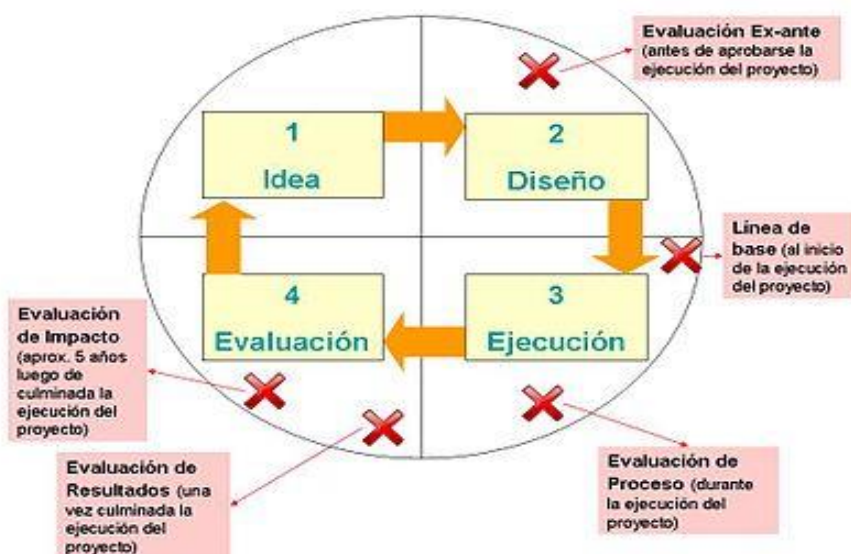 Evaluación Ex-ante
(antes de aprobarse la
ejecución del proyecto)
1
Idea
2
Diseño
Línea de
base (al inicio
de la ejecución
del proyecto)
4
Evaluación
3
Ejecución
Evaluación
de Impacto
(aprox. 5 años
luego de
culminada la
ejecución del
proyecto)
Evaluación de
Resultados (una
vez culminada la
ejecución del
proyecto)
Evaluación de
Proceso (durante
la ejecución del
proyecto)